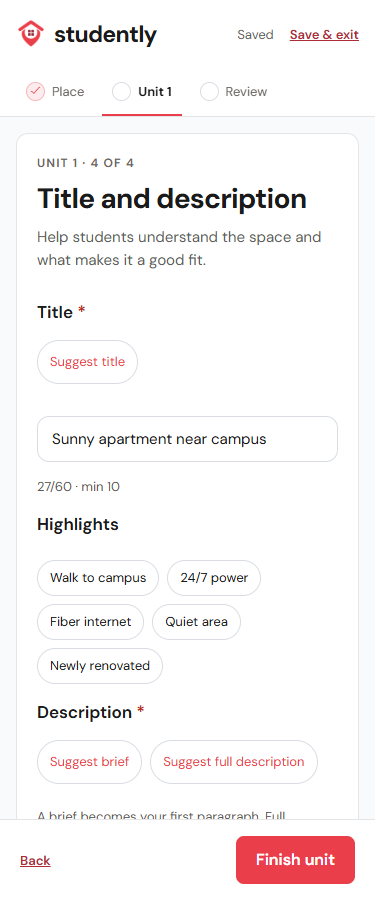 studently
Saved Save & exit
Place Unit 1 Review
UNIT 1 · 4 OF 4
Title and description
Help students understand the space and
what makes it a good fit.
Title *
Suggest title
Sunny apartment near campus
27/60 · min 10
Highlights
Walk to campus 24/7 power
Fiber internet Quiet area
Newly renovated
Description *
Suggest brief Suggest full description
A brief becomes your first paragraph. Full
Back Finish unit